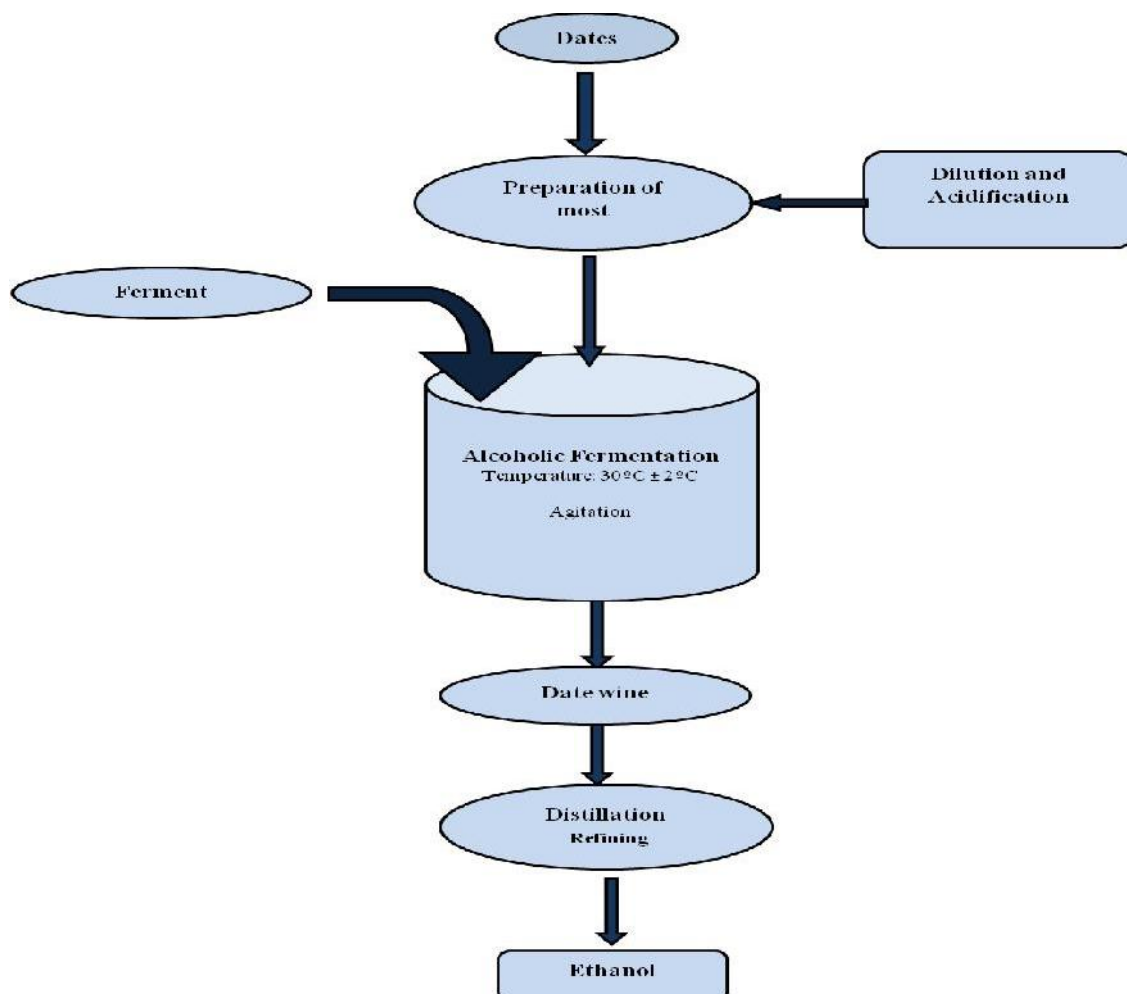 Dates
Preparation of
most
Dilution and
Acidification
Ferment
Alcoholic Fermentation
Temperature: 30ºC ± 2ºC
Agitation
Date wine
Distillation
Refining
Ethanol